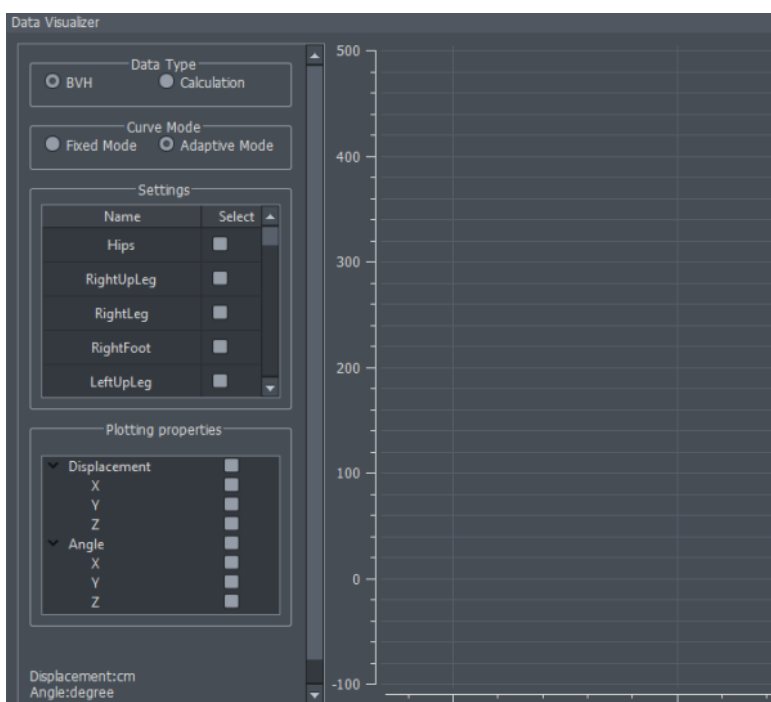 Data Visualizer
Data Type
BVH Calculation
Curve Mode
Fixed Mode Adaptive Mode
Settings
Name Select
Hips
RightUpLeg
RightLeg
RightFoot
LeftUpLeg
Plotting properties
Displacement
X
Y
Z
Angle
X
Y
Z
Displacement:cm
Angle:degree
500
400
300
200
100
0
-100